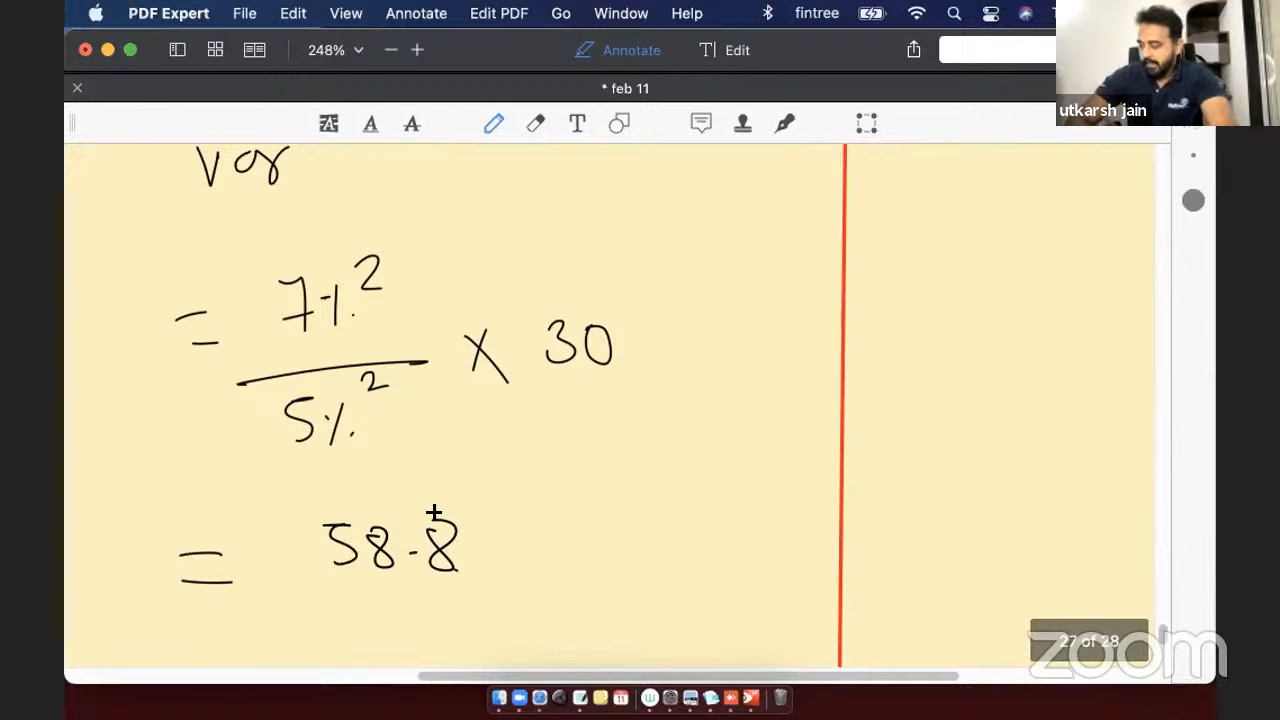 PDF Expert File Edit View Annotate Edit PDF Go Window Help fintree
248% Annotate T Edit
* feb 11
utkarsh jain
var
= 7%² / 5%² X 30
= 58.8
27 of 28
zoom